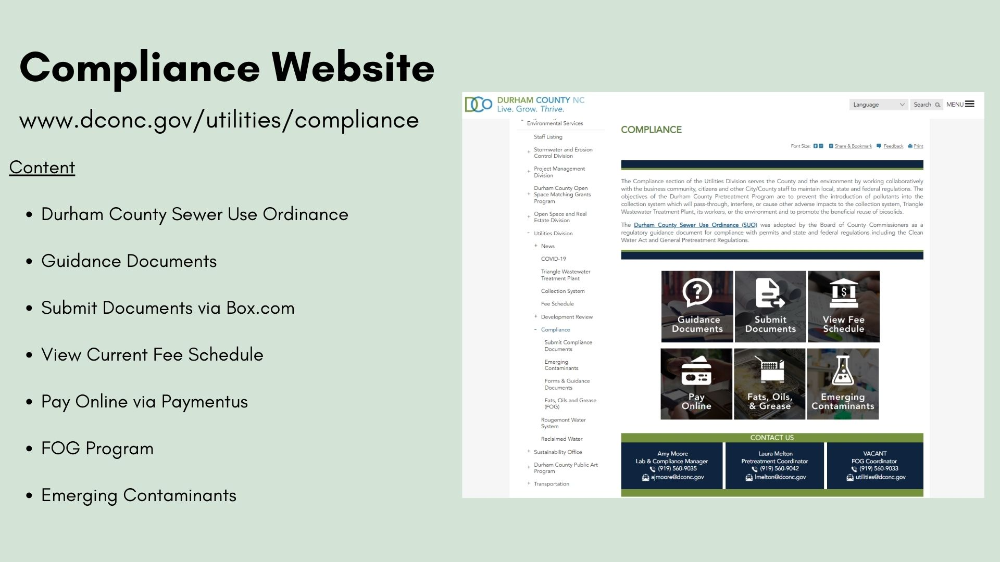 Compliance Website
www.dconc.gov/utilities/compliance
Content
• Durham County Sewer Use Ordinance
• Guidance Documents
• Submit Documents via Box.com
• View Current Fee Schedule
• Pay Online via Paymentus
• FOG Program
• Emerging Contaminants
DCo DURHAM COUNTY NC
Live. Grow. Thrive.
Language
Search
MENU
- Environmental Services
Staff Listing
+ Stormwater and Erosion
Control Division
+ Project Management
Division
Durham County Open
+ Space Matching Grants
Program
+ Open Space and Real
Estate Division
- Utilities Division
+ News
COVID-19
Triangle Wastewater
Treatment Plant
Collection System
Fee Schedule
+ Development Review
- Compliance
Submit Compliance
Documents
Emerging
Contaminants
Forms & Guidance
Documents
Fats, Oils and Grease
(FOG)
Rougemont Water
System
Reclaimed Water
+ Sustainability Office
+ Durham County Public Art
Program
+ Transportation
COMPLIANCE
Font Size: + - + Share & Bookmark Feedback Print
The Compliance section of the Utilities Division serves the County and the environment by working collaboratively
with the business community, citizens and other City/County staff to maintain local, state and federal regulations. The
objectives of the Durham County Pretreatment Program are to prevent the introduction of pollutants into the
collection system which will pass-through, interfere, or cause other adverse impacts to the collection system, Triangle
Wastewater Treatment Plant, its workers, or the environment and to promote the beneficial reuse of biosolids.
The Durham County Sewer Use Ordinance (SUO) was adopted by the Board of County Commissioners as a
regulatory guidance document for compliance with permits and state and federal regulations including the Clean
Water Act and General Pretreatment Regulations.
?
Guidance
Documents
Submit
Documents
$
View Fee
Schedule
Pay
Online
Fats, Oils,
& Grease
Emerging
Contaminants
CONTACT US
Amy Moore
Lab & Compliance Manager
(919) 560-9035
ajmoore@dconc.gov
Laura Melton
Pretreatment Coordinator
(919) 560-9042
lmelton@dconc.gov
VACANT
FOG Coordinator
(919) 560-9033
utilities@dconc.gov